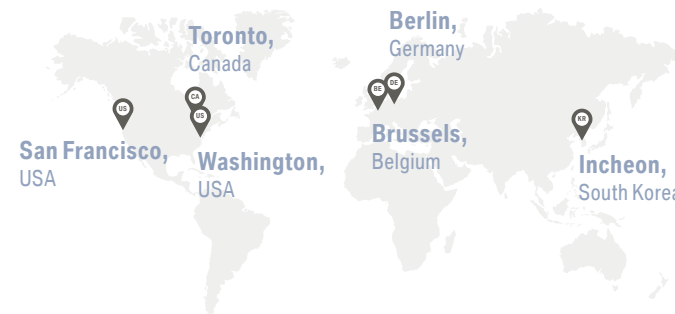 Berlin,
Germany
Toronto,
Canada
DE
BE
CA
US
US
KR
Brussels,
Belgium
San Francisco,
USA
Washington,
USA
Incheon,
South Korea